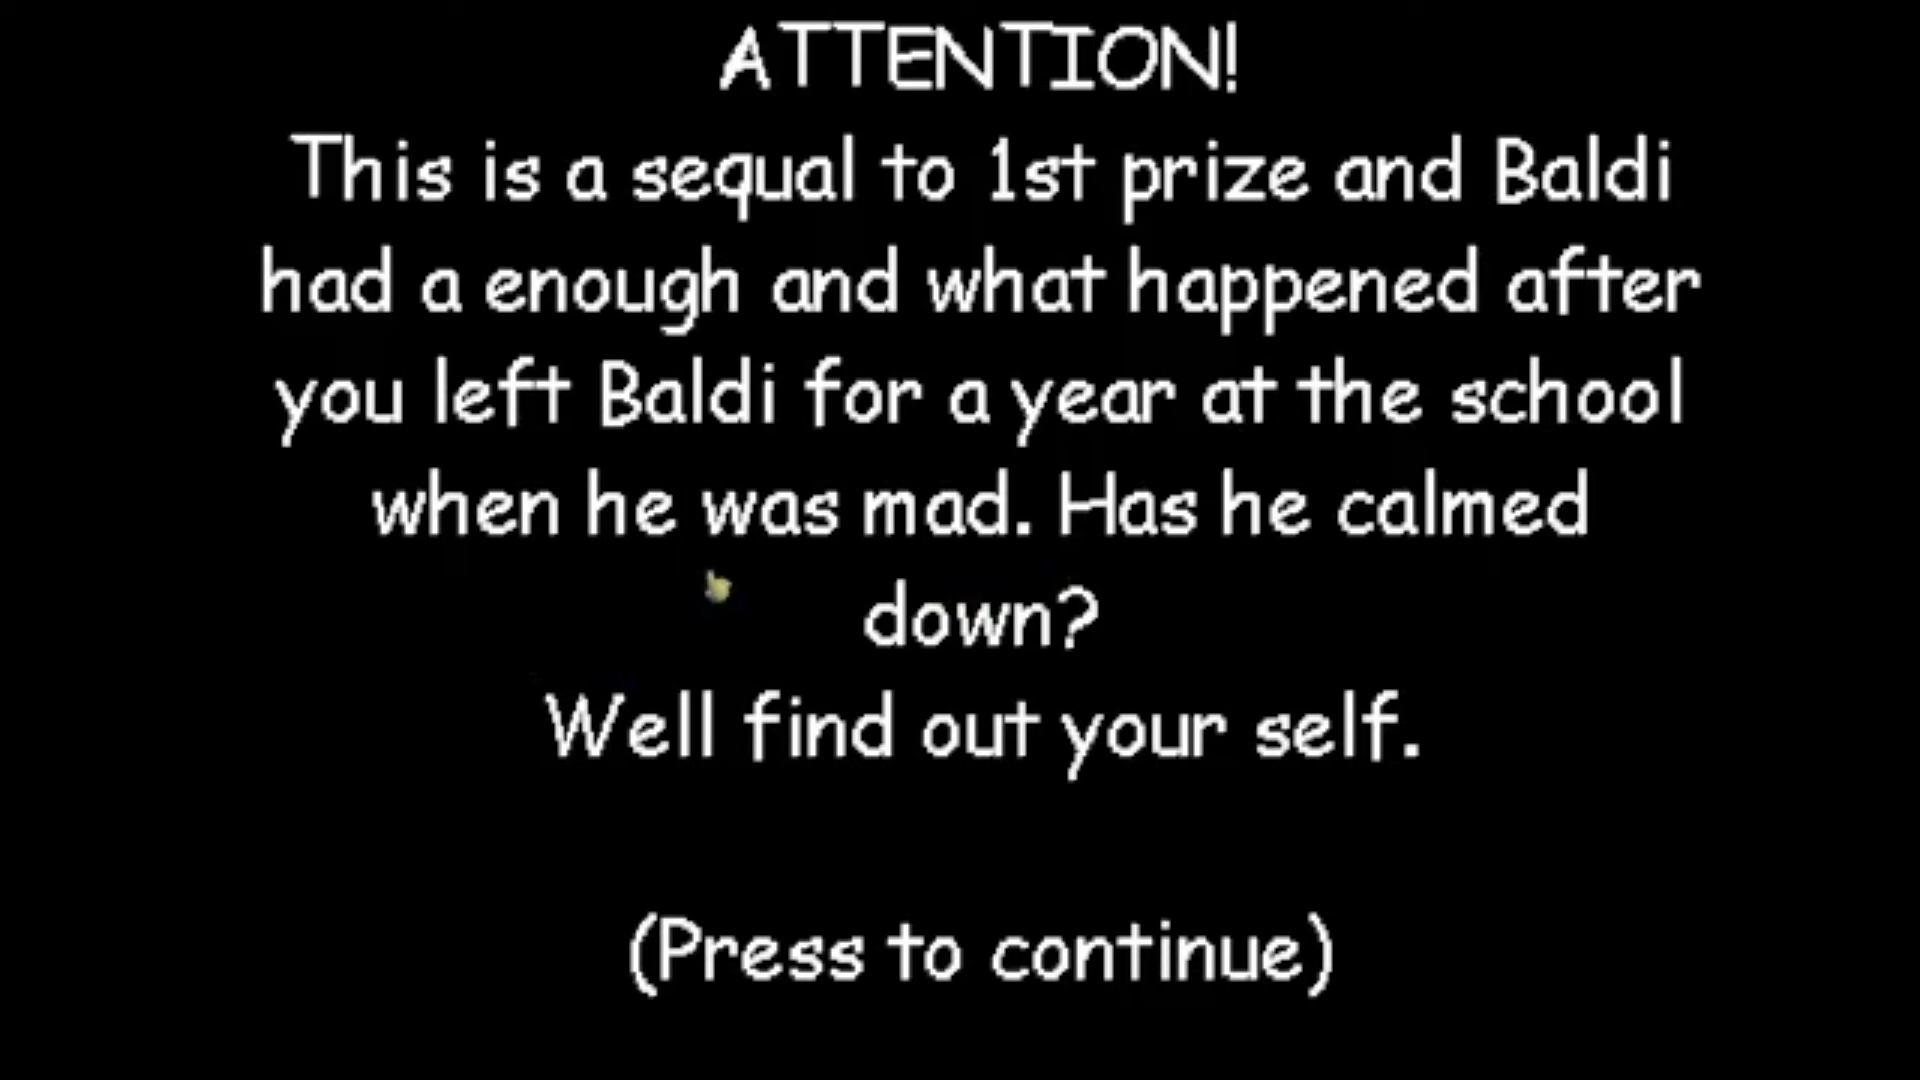 ATTENTION!
This is a sequal to 1st prize and Baldi
had a enough and what happened after
you left Baldi for a year at the school
when he was mad. Has he calmed
down?
Well find out your self.
(Press to continue)